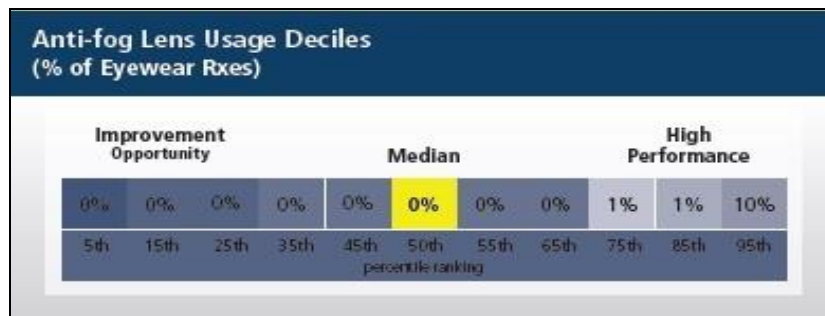 Anti-fog Lens Usage Deciles
(% of Eyewear Rxes)
Improvement
Opportunity
Median
High
Performance
0% 0% 0% 0% 0% 0% 0% 0% 1% 1% 10%
5th 15th 25th 35th 45th 50th 55th 65th 75th 85th 95th
percentile ranking